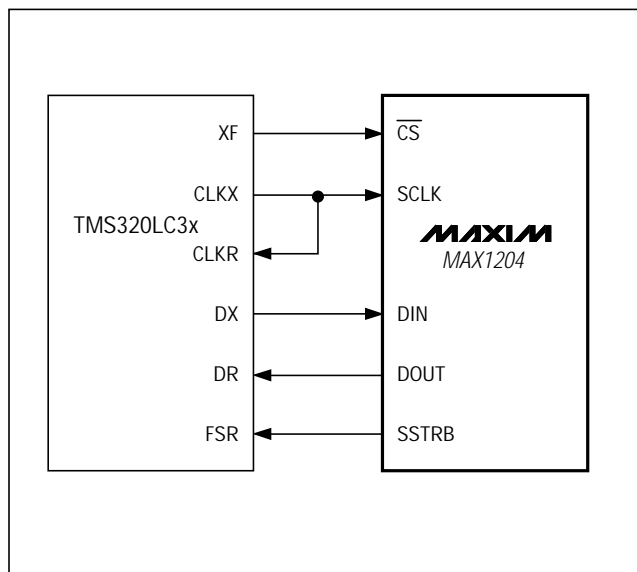 XF
CS
CLKX
SCLK
TMS320LC3x
MAXIM
CLKR
MAX1204
DX
DIN
DR
DOUT
FSR
SSTRB